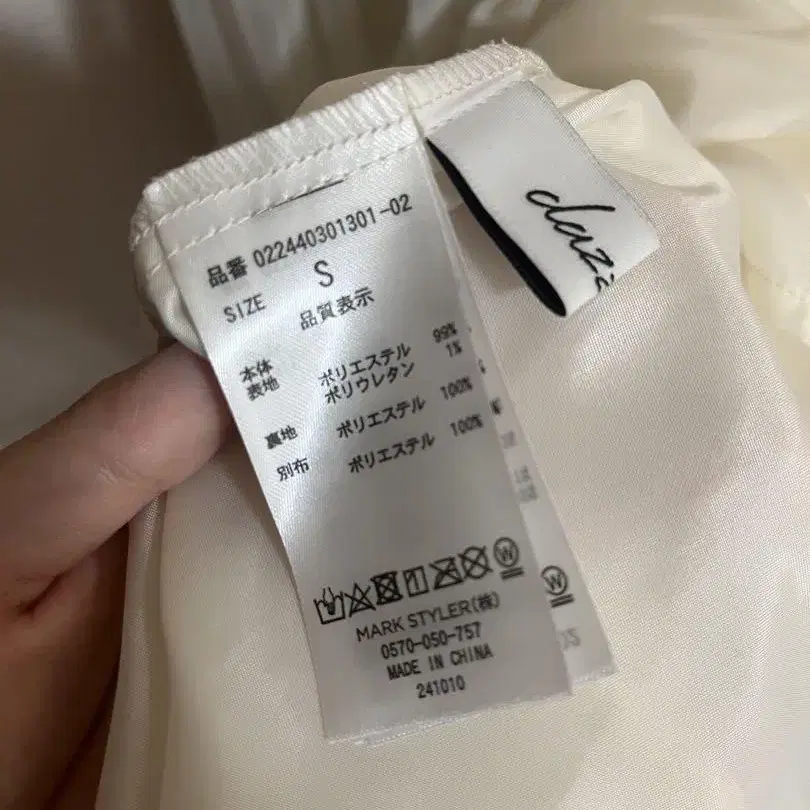 品番 022440301301-02
SIZE S
品質表示
本体
表地 ポリエステル 99%
ポリウレタン 1%
裏地 ポリエステル 100%
別布 ポリエステル 100%
W
MARK STYLER(株)
0570-050-757
MADE IN CHINA
241010
daz
W